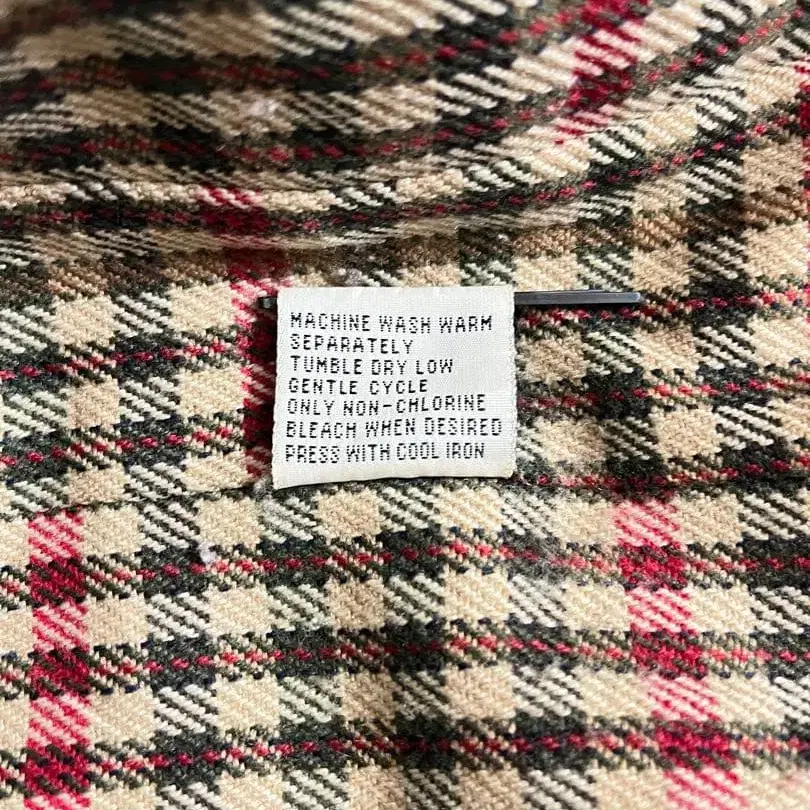 MACHINE WASH WARM
SEPARATELY
TUMBLE DRY LOW
GENTLE CYCLE
ONLY NON-CHLORINE
BLEACH WHEN DESIRED
PRESS WITH COOL IRON